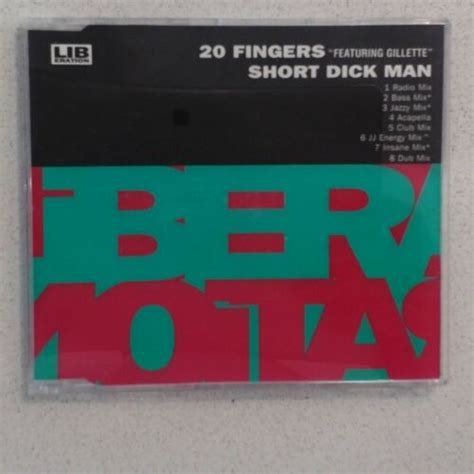 LIB
ERATION
20 FINGERS "FEATURING GILLETTE"
SHORT DICK MAN
1 Radio Mix
2 Bass Mix*
3 Jazzy Mix*
4 Acapella
5 Club Mix
6 JJ Energy Mix^
7 Insane Mix*
8 Dub Mix
IBERA
MOTAS